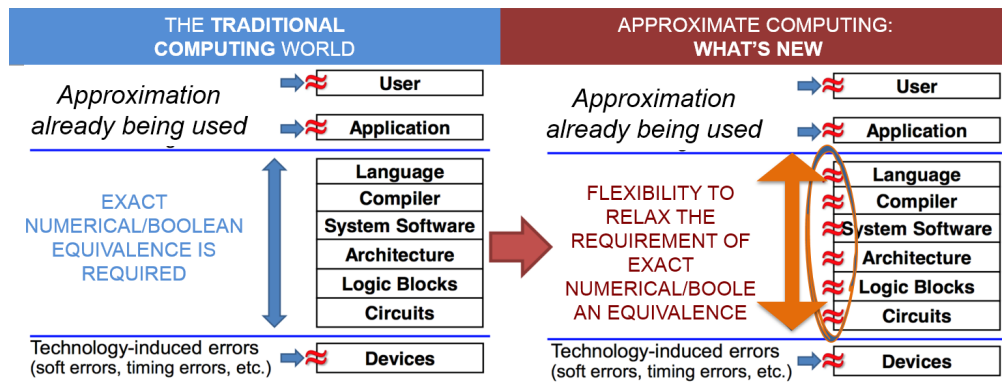 THE TRADITIONAL
COMPUTING WORLD
Approximation
already being used
≈ User
≈ Application
EXACT
NUMERICAL/BOOLEAN
EQUIVALENCE IS
REQUIRED
Language
Compiler
System Software
Architecture
Logic Blocks
Circuits
Technology-induced errors
(soft errors, timing errors, etc.)
≈ Devices
APPROXIMATE COMPUTING:
WHAT'S NEW
Approximation
already being used
≈ User
≈ Application
FLEXIBILITY TO
RELAX THE
REQUIREMENT OF
EXACT
NUMERICAL/BOOLE
AN EQUIVALENCE
≈ Language
≈ Compiler
≈ System Software
≈ Architecture
≈ Logic Blocks
≈ Circuits
Technology-induced errors
(soft errors, timing errors, etc.)
≈ Devices